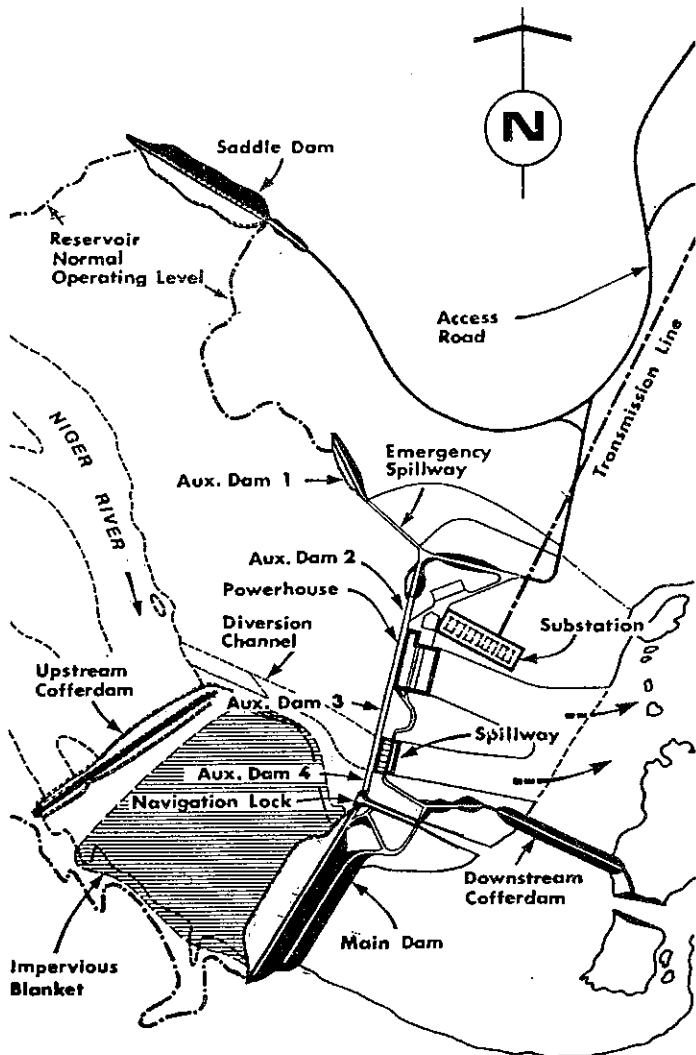 N
Saddle Dam
Reservoir
Normal
Operating Level
Access
Road
Transmission Line
NIGER
RIVER
Emergency
Spillway
Aux. Dam 1
Aux. Dam 2
Powerhouse
Diversion
Channel
Substation
Upstream
Cofferdam
Aux. Dam 3
Spillway
Aux. Dam 4
Navigation Lock
Downstream
Cofferdam
Main Dam
Impervious
Blanket